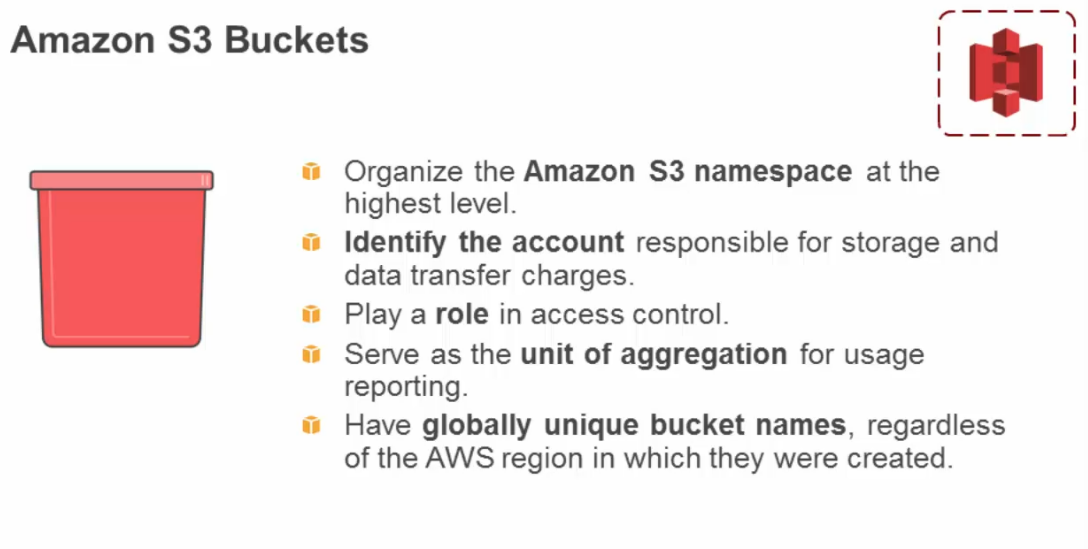 Amazon S3 Buckets
Organize the Amazon S3 namespace at the
highest level.
Identify the account responsible for storage and
data transfer charges.
Play a role in access control.
Serve as the unit of aggregation for usage
reporting.
Have globally unique bucket names, regardless
of the AWS region in which they were created.